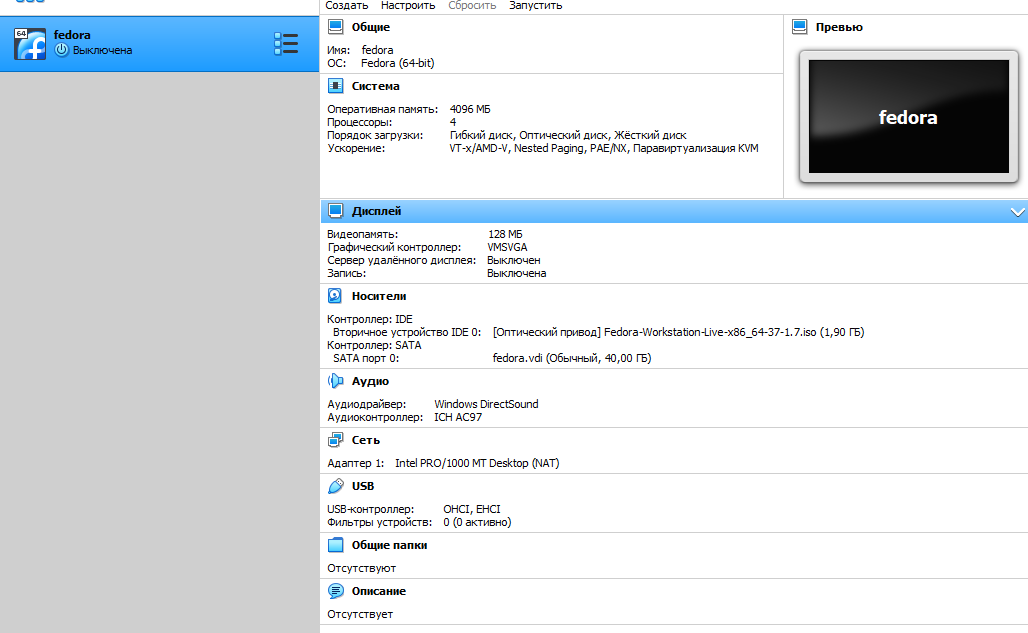 Создать Настроить Сбросить Запустить
64
fedora
Выключена
Общие
Имя: fedora
ОС: Fedora (64-bit)
Система
Оперативная память: 4096 МБ
Процессоры: 4
Порядок загрузки: Гибкий диск, Оптический диск, Жёсткий диск
Ускорение: VT-x/AMD-V, Nested Paging, PAE/NX, Паравиртуализация KVM
Превью
fedora
Дисплей
Видеопамять: 128 МБ
Графический контроллер: VMSVGA
Сервер удалённого дисплея: Выключен
Запись: Выключена
Носители
Контроллер: IDE
Вторичное устройство IDE 0: [Оптический привод] Fedora-Workstation-Live-x86_64-37-1.7.iso (1,90 ГБ)
Контроллер: SATA
SATA порт 0: fedora.vdi (Обычный, 40,00 ГБ)
Аудио
Аудиодрайвер: Windows DirectSound
Аудиоконтроллер: ICH AC97
Сеть
Адаптер 1: Intel PRO/1000 MT Desktop (NAT)
USB
USB-контроллер: OHCI, EHCI
Фильтры устройств: 0 (0 активно)
Общие папки
Отсутствуют
Описание
Отсутствует